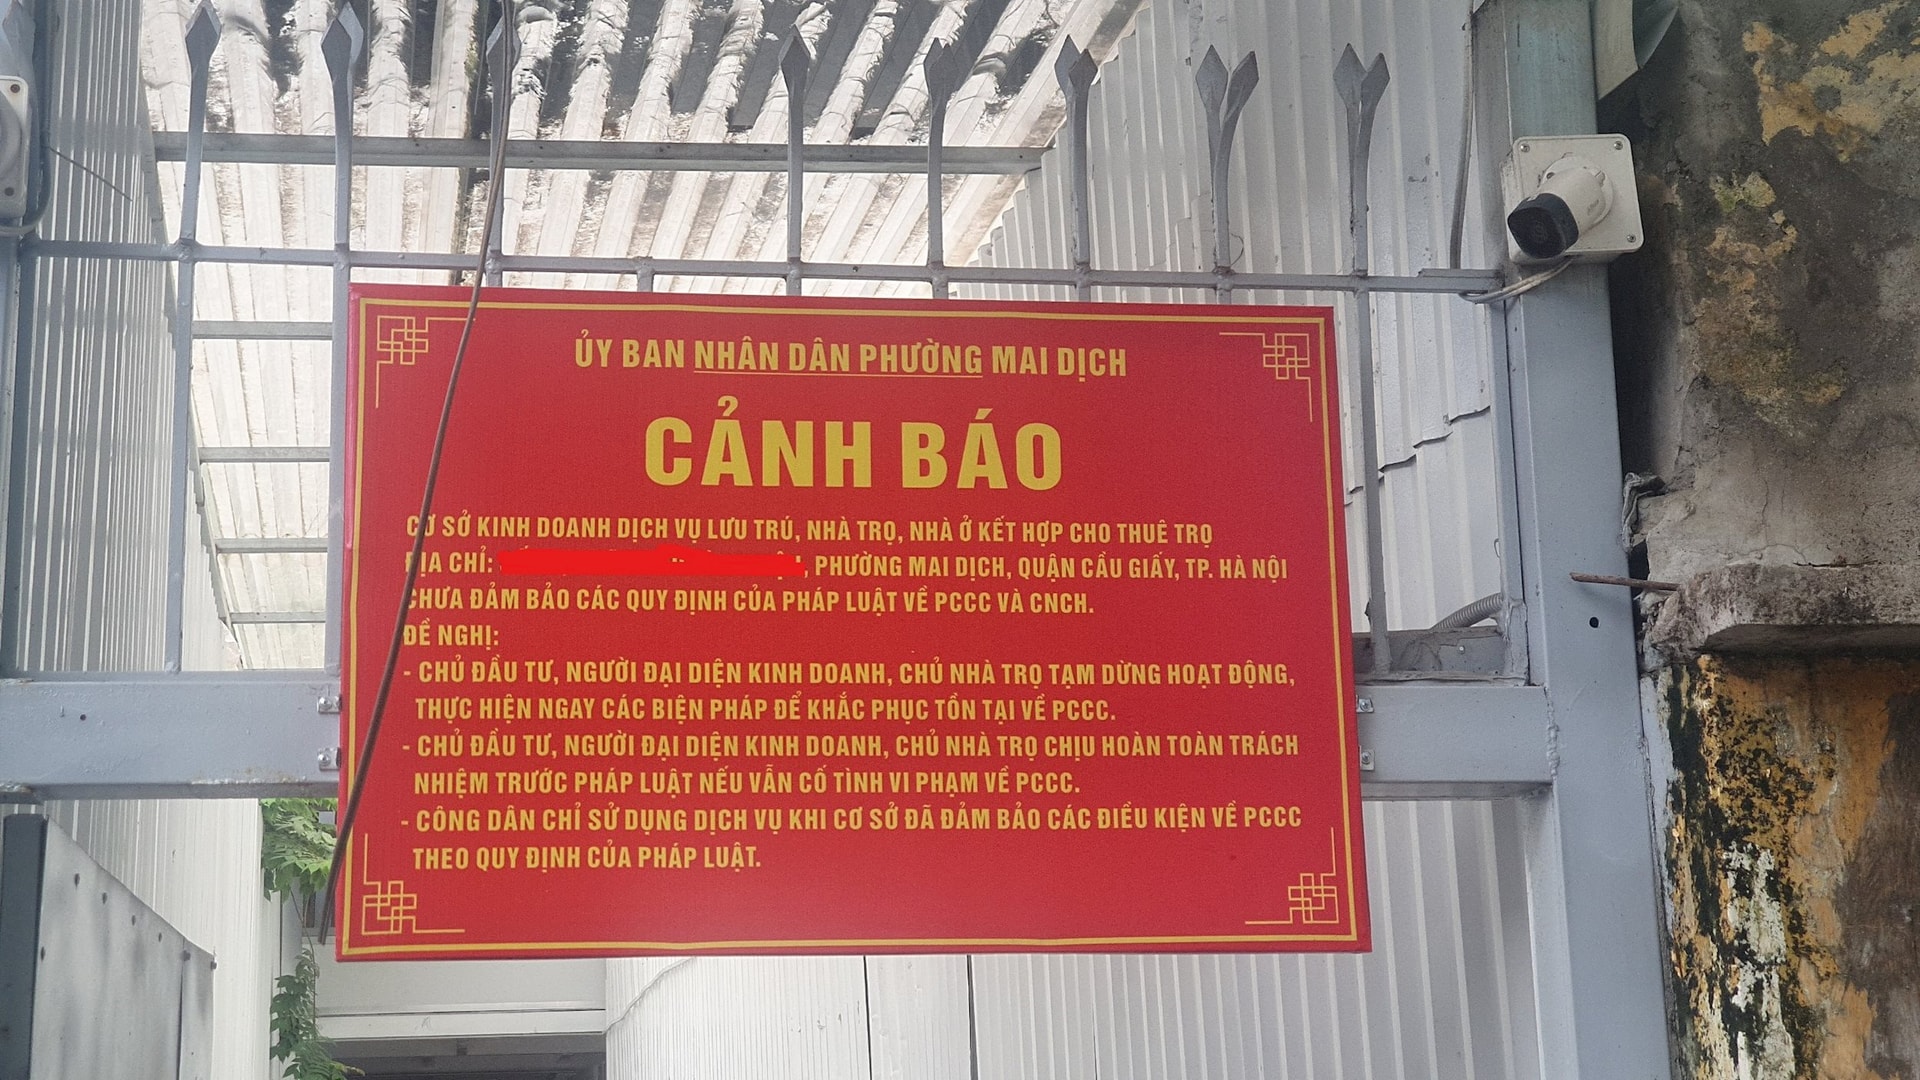 ỦY BAN NHÂN DÂN PHƯỜNG MAI DỊCH
CẢNH BÁO
CƠ SỞ KINH DOANH DỊCH VỤ LƯU TRÚ, NHÀ TRỌ, NHÀ Ở KẾT HỢP CHO THUÊ TRỌ
ĐỊA CHỈ: , PHƯỜNG MAI DỊCH, QUẬN CẦU GIẤY, TP. HÀ NỘI
CHƯA ĐẢM BẢO CÁC QUY ĐỊNH CỦA PHÁP LUẬT VỀ PCCC VÀ CNCH.
ĐỀ NGHỊ:
- CHỦ ĐẦU TƯ, NGƯỜI ĐẠI DIỆN KINH DOANH, CHỦ NHÀ TRỌ TẠM DỪNG HOẠT ĐỘNG,
THỰC HIỆN NGAY CÁC BIỆN PHÁP ĐỂ KHẮC PHỤC TỒN TẠI VỀ PCCC.
- CHỦ ĐẦU TƯ, NGƯỜI ĐẠI DIỆN KINH DOANH, CHỦ NHÀ TRỌ CHỊU HOÀN TOÀN TRÁCH
NHIỆM TRƯỚC PHÁP LUẬT NẾU VẪN CỐ TÌNH VI PHẠM VỀ PCCC.
- CÔNG DÂN CHỈ SỬ DỤNG DỊCH VỤ KHI CƠ SỞ ĐÃ ĐẢM BẢO CÁC ĐIỀU KIỆN VỀ PCCC
THEO QUY ĐỊNH CỦA PHÁP LUẬT.